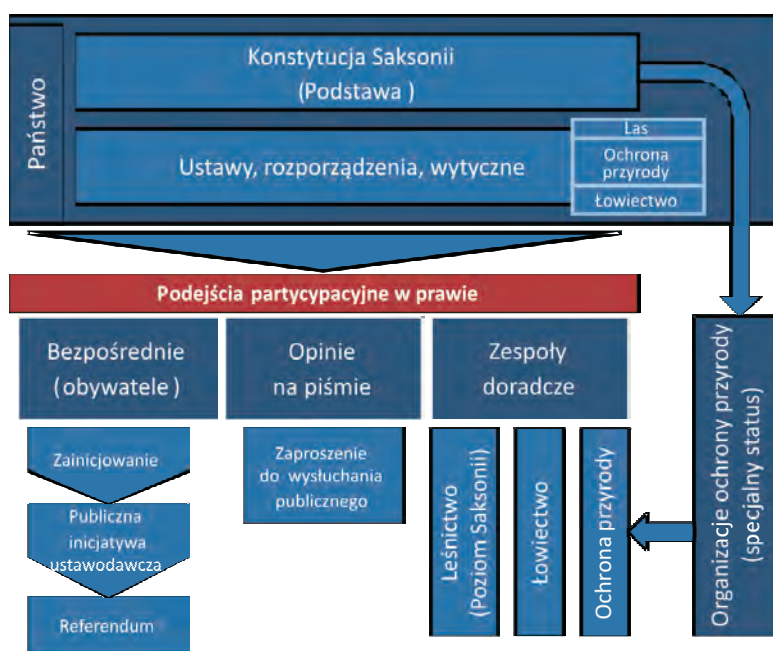 Państwo
Konstytucja Saksonii
(Podstawa )
Ustawy, rozporządzenia, wytyczne
Las
Ochrona
przyrody
Łowiectwo
Podejścia partycypacyjne w prawie
Bezpośrednie
(obywatele )
Opinie
na piśmie
Zespoły
doradcze
Zainicjowanie
Publiczna
inicjatywa
ustawodawcza
Referendum
Zaproszenie
do wysłuchania
publicznego
Leśnictwo
(Poziom Saksonii)
Łowiectwo
Ochrona przyrody
Organizacje ochrony przyrody
(specjalny status)